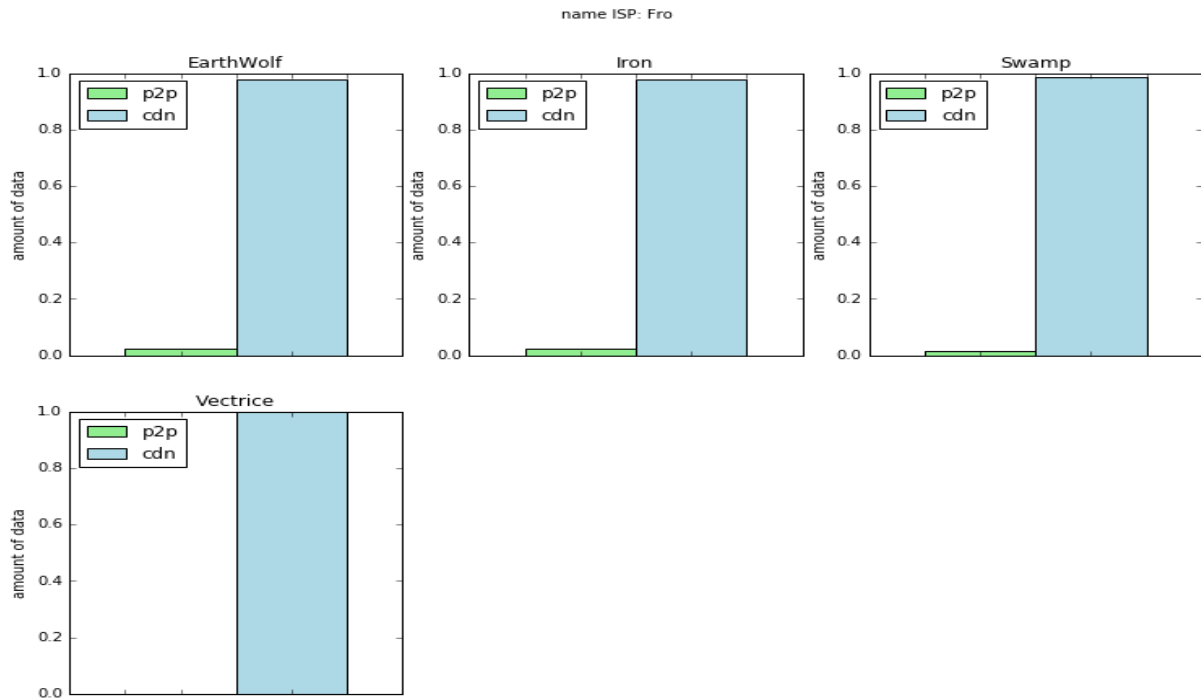 name ISP: Fro
EarthWolf
1.0
0.8
0.6
0.4
0.2
0.0
amount of data
p2p
cdn
Iron
1.0
0.8
0.6
0.4
0.2
0.0
amount of data
p2p
cdn
Swamp
1.0
0.8
0.6
0.4
0.2
0.0
amount of data
p2p
cdn
Vectrice
1.0
0.8
0.6
0.4
0.2
0.0
amount of data
p2p
cdn